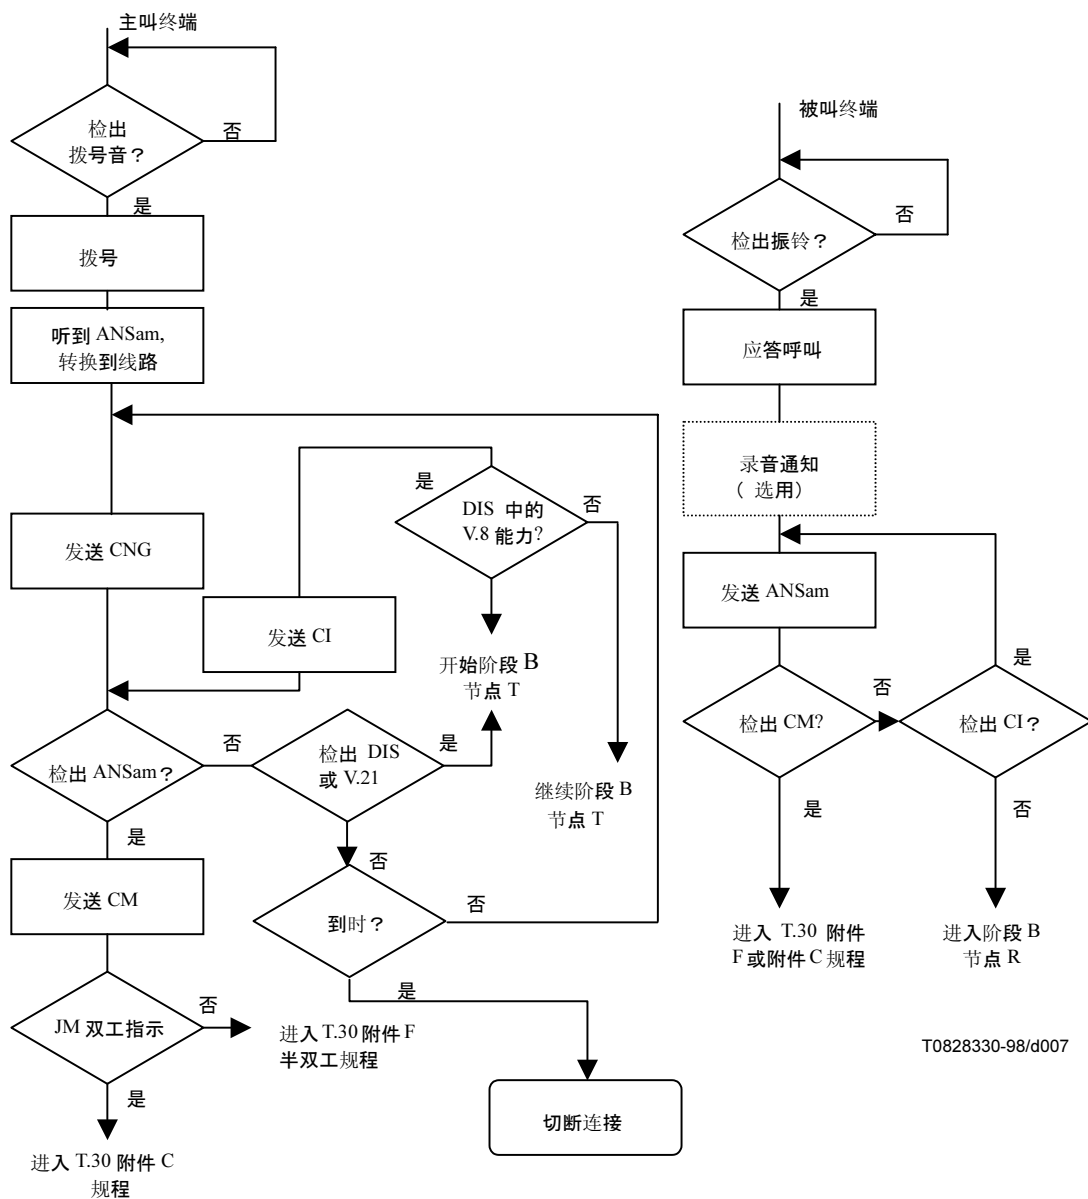 主叫终端
检出
拨号音？
否
是
拨号
听到 ANSam,
转换到线路
发送 CNG
发送 CI
是
DIS 中的
V.8 能力?
否
开始阶段 B
节点 T
继续阶段 B
节点 T
检出 ANSam？
否
检出 DIS
或 V.21
是
是
否
发送 CM
到时？
否
是
JM 双工指示
否
进入 T.30 附件 F
半双工规程
是
进入 T.30 附件 C
规程
切断连接
被叫终端
检出振铃？
否
是
应答呼叫
录音通知
（ 选用）
发送 ANSam
检出 CM?
否
检出 CI？
是
是
否
进入 T.30 附件
F 或附件 C 规程
进入阶段 B
节点 R
T0828330-98/d007